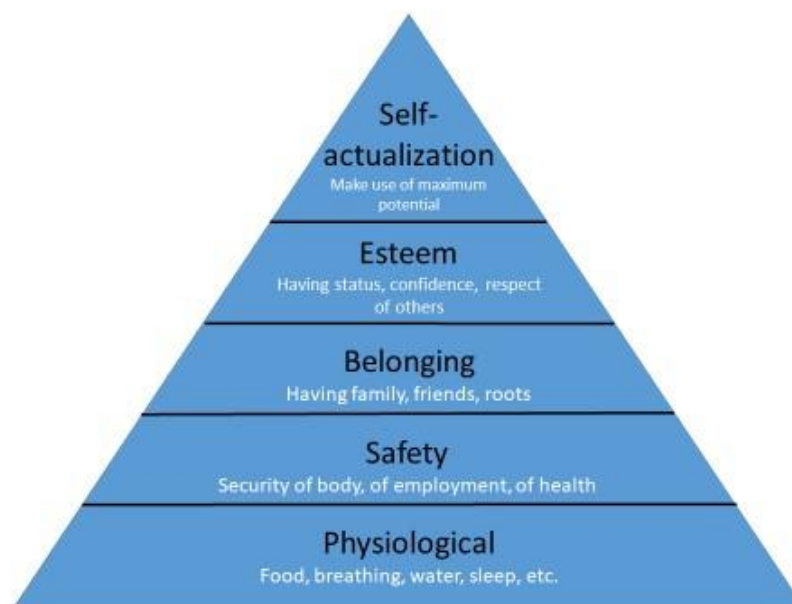 Self-
actualization
Make use of maximum
potential
Esteem
Having status, confidence, respect
of others
Belonging
Having family, friends, roots
Safety
Security of body, of employment, of health
Physiological
Food, breathing, water, sleep, etc.